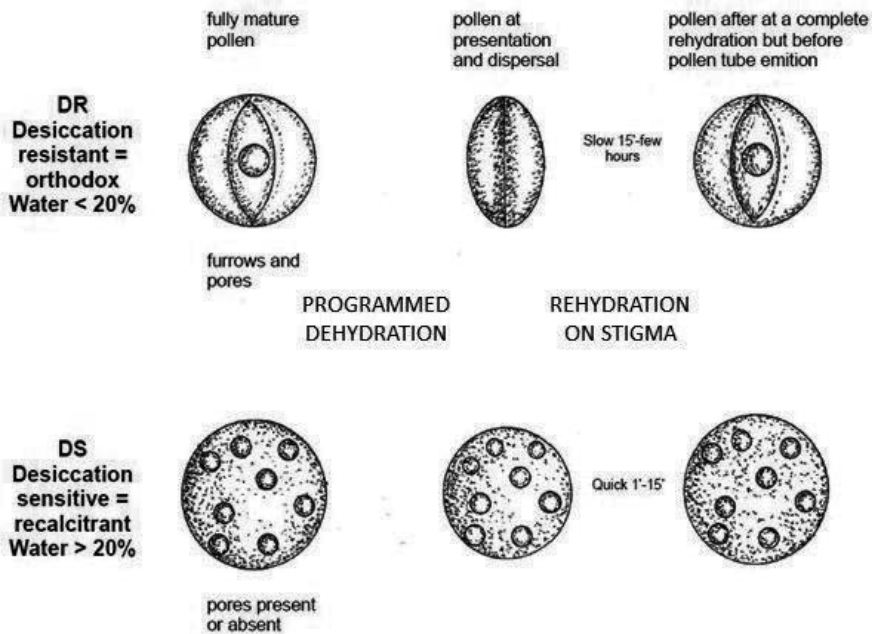 fully mature
pollen
pollen at
presentation
and dispersal
pollen after at a complete
rehydration but before
pollen tube emition
DR
Desiccation
resistant =
orthodox
Water < 20%
Slow 15'-few
hours
furrows and
pores
PROGRAMMED
DEHYDRATION
REHYDRATION
ON STIGMA
DS
Desiccation
sensitive =
recalcitrant
Water > 20%
Quick 1'-15'
pores present
or absent